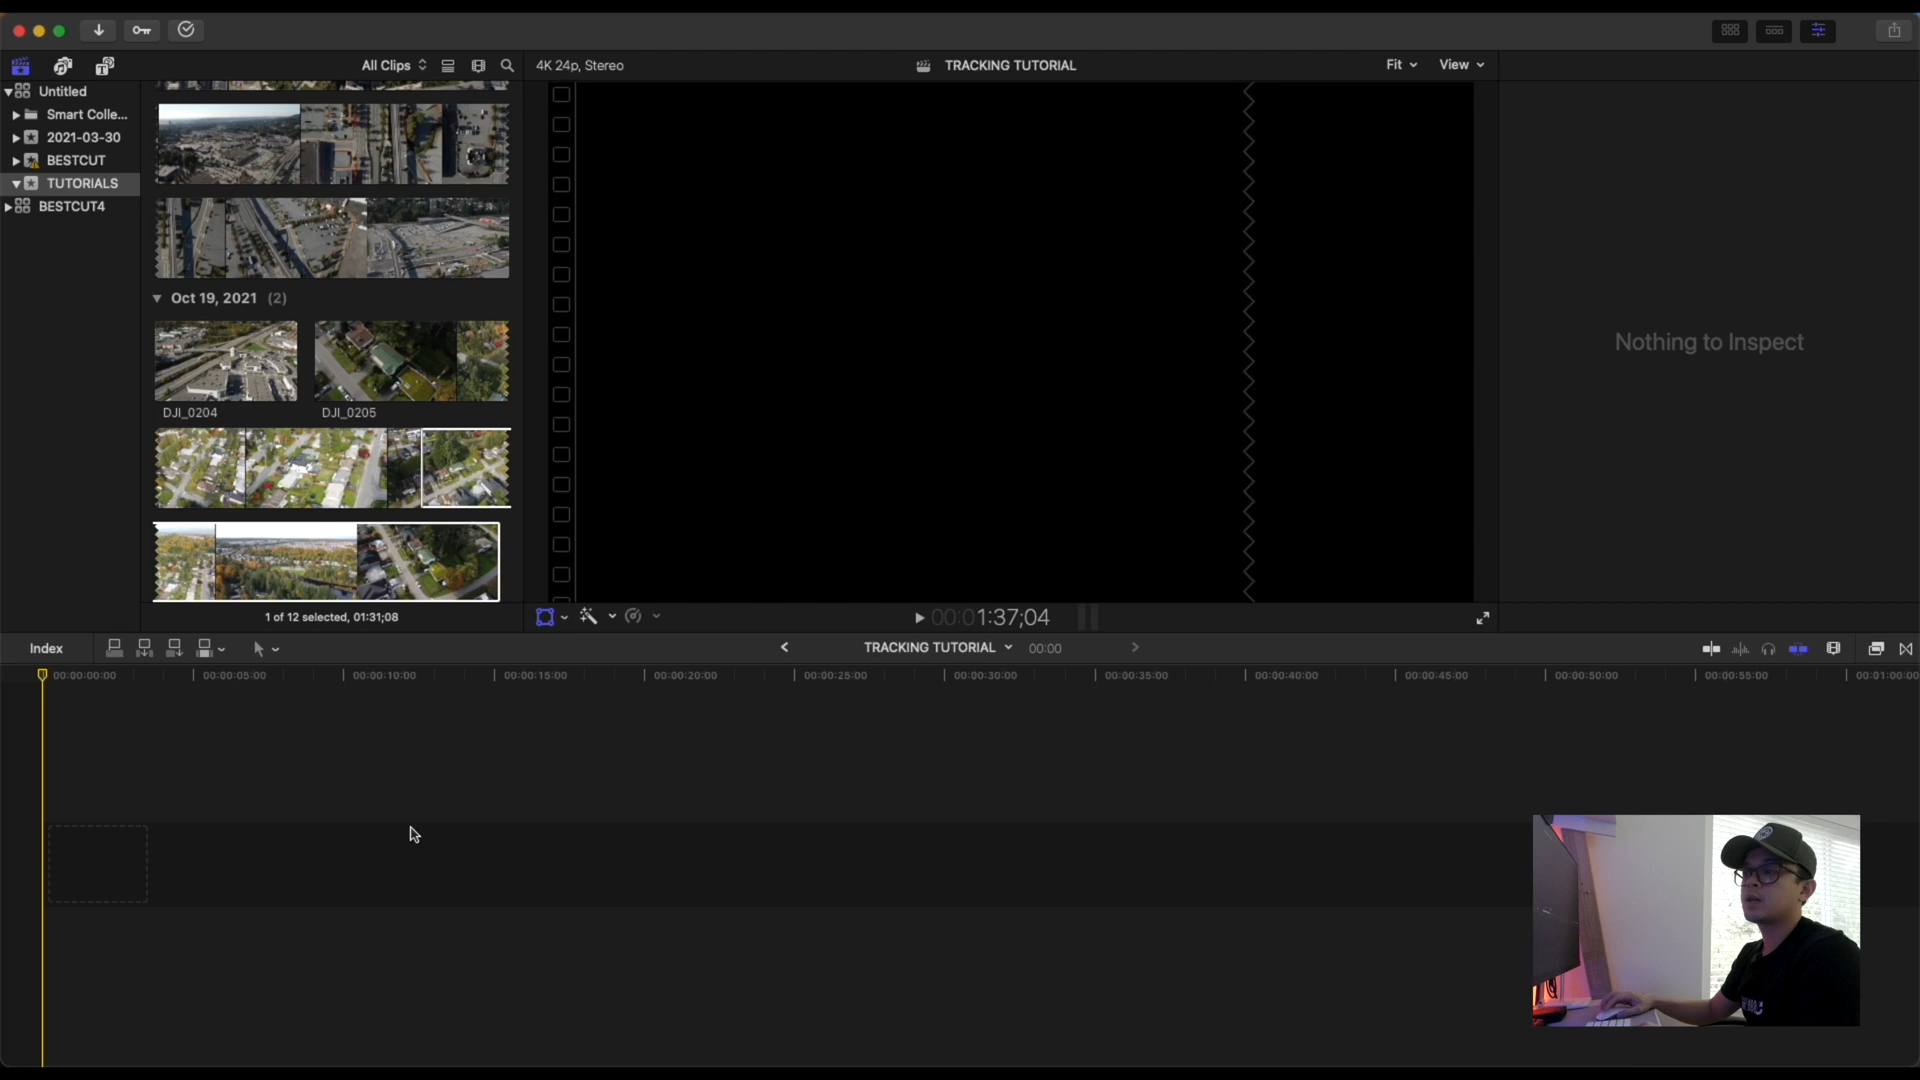 All Clips
4K 24p, Stereo
TRACKING TUTORIAL
Fit
View
Untitled
Smart Colle...
2021-03-30
BESTCUT
TUTORIALS
BESTCUT4
Oct 19, 2021 (2)
DJI_0204
DJI_0205
Nothing to Inspect
1 of 12 selected, 01:31;08
00:01:37;04
Index
TRACKING TUTORIAL
00:00
00:00:00:00
00:00:05:00
00:00:10:00
00:00:15:00
00:00:20:00
00:00:25:00
00:00:30:00
00:00:35:00
00:00:40:00
00:00:45:00
00:00:50:00
00:00:55:00
00:01:00:00